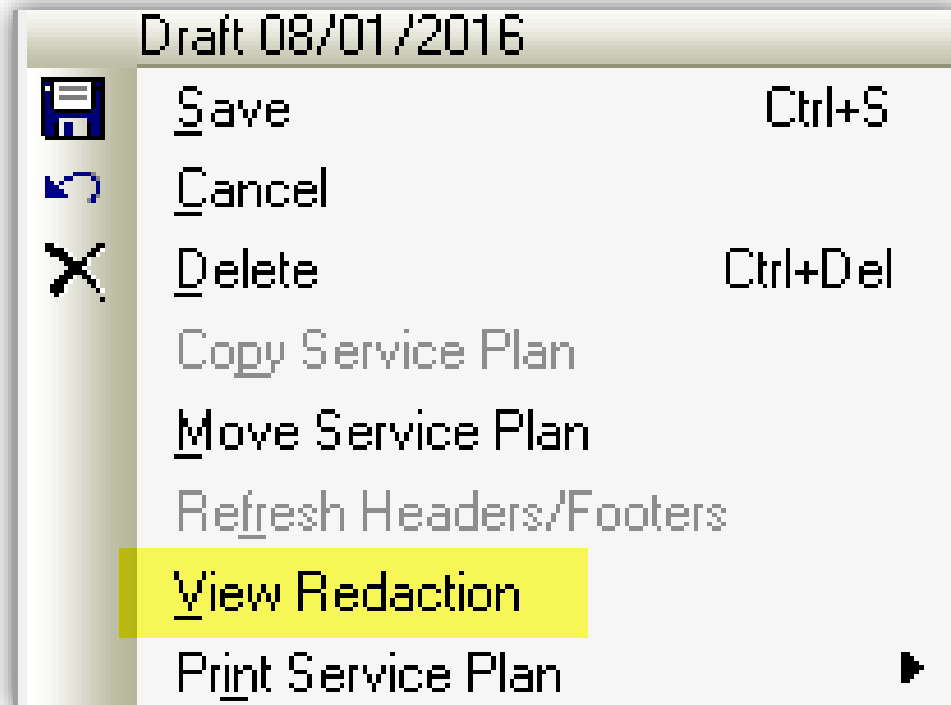 Draft 08/01/2016
Save Ctrl+S
Cancel
Delete Ctrl+Del
Copy Service Plan
Move Service Plan
Refresh Headers/Footers
View Redaction
Print Service Plan